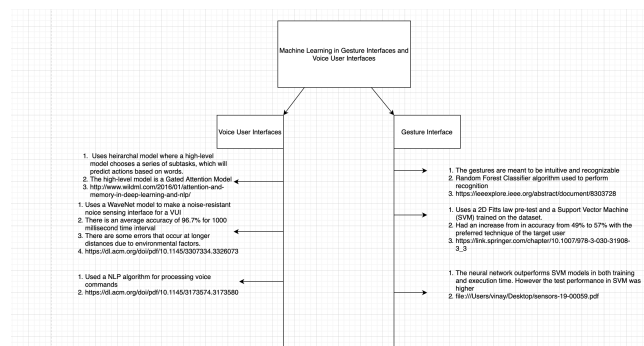 Machine Learning in Gesture Interfaces and
Voice User Interfaces
Voice User Interfaces
Gesture Interface
1. Uses heirarchal model where a high-level
model chooses a series of subtasks, which will
predict actions based on words.
2. The high-level model is a Gated Attention Model
3. http://www.wildml.com/2016/01/attention-and-
memory-in-deep-learning-and-nlp/
1. Uses a WaveNet model to make a noise-resistant
noise sensing interface for a VUI
2. There is an average accuracy of 96.7% for 1000
millisecond time interval
3. There are some errors that occur at longer
distances due to environmental factors.
4. https://dl.acm.org/doi/pdf/10.1145/3307334.3326073
1. Used a NLP algorithm for processing voice
commands
2. https://dl.acm.org/doi/pdf/10.1145/3173574.3173580
1. The gestures are meant to be intuitive and recognizable
2. Random Forest Classifier algorithm used to perform
recognition
3. https://ieeexplore.ieee.org/abstract/document/8303728
1. Uses a 2D Fitts law pre-test and a Support Vector Machine
(SVM) trained on the dataset.
2. Had an increase from in accuracy from 49% to 57% with the
preferred technique of the target user
3. https://link.springer.com/chapter/10.1007/978-3-030-31908-
3_3
1. The neural network outperforms SVM models in both training
and execution time. However the test performance in SVM was
higher
2. file:///Users/vinay/Desktop/sensors-19-00059.pdf